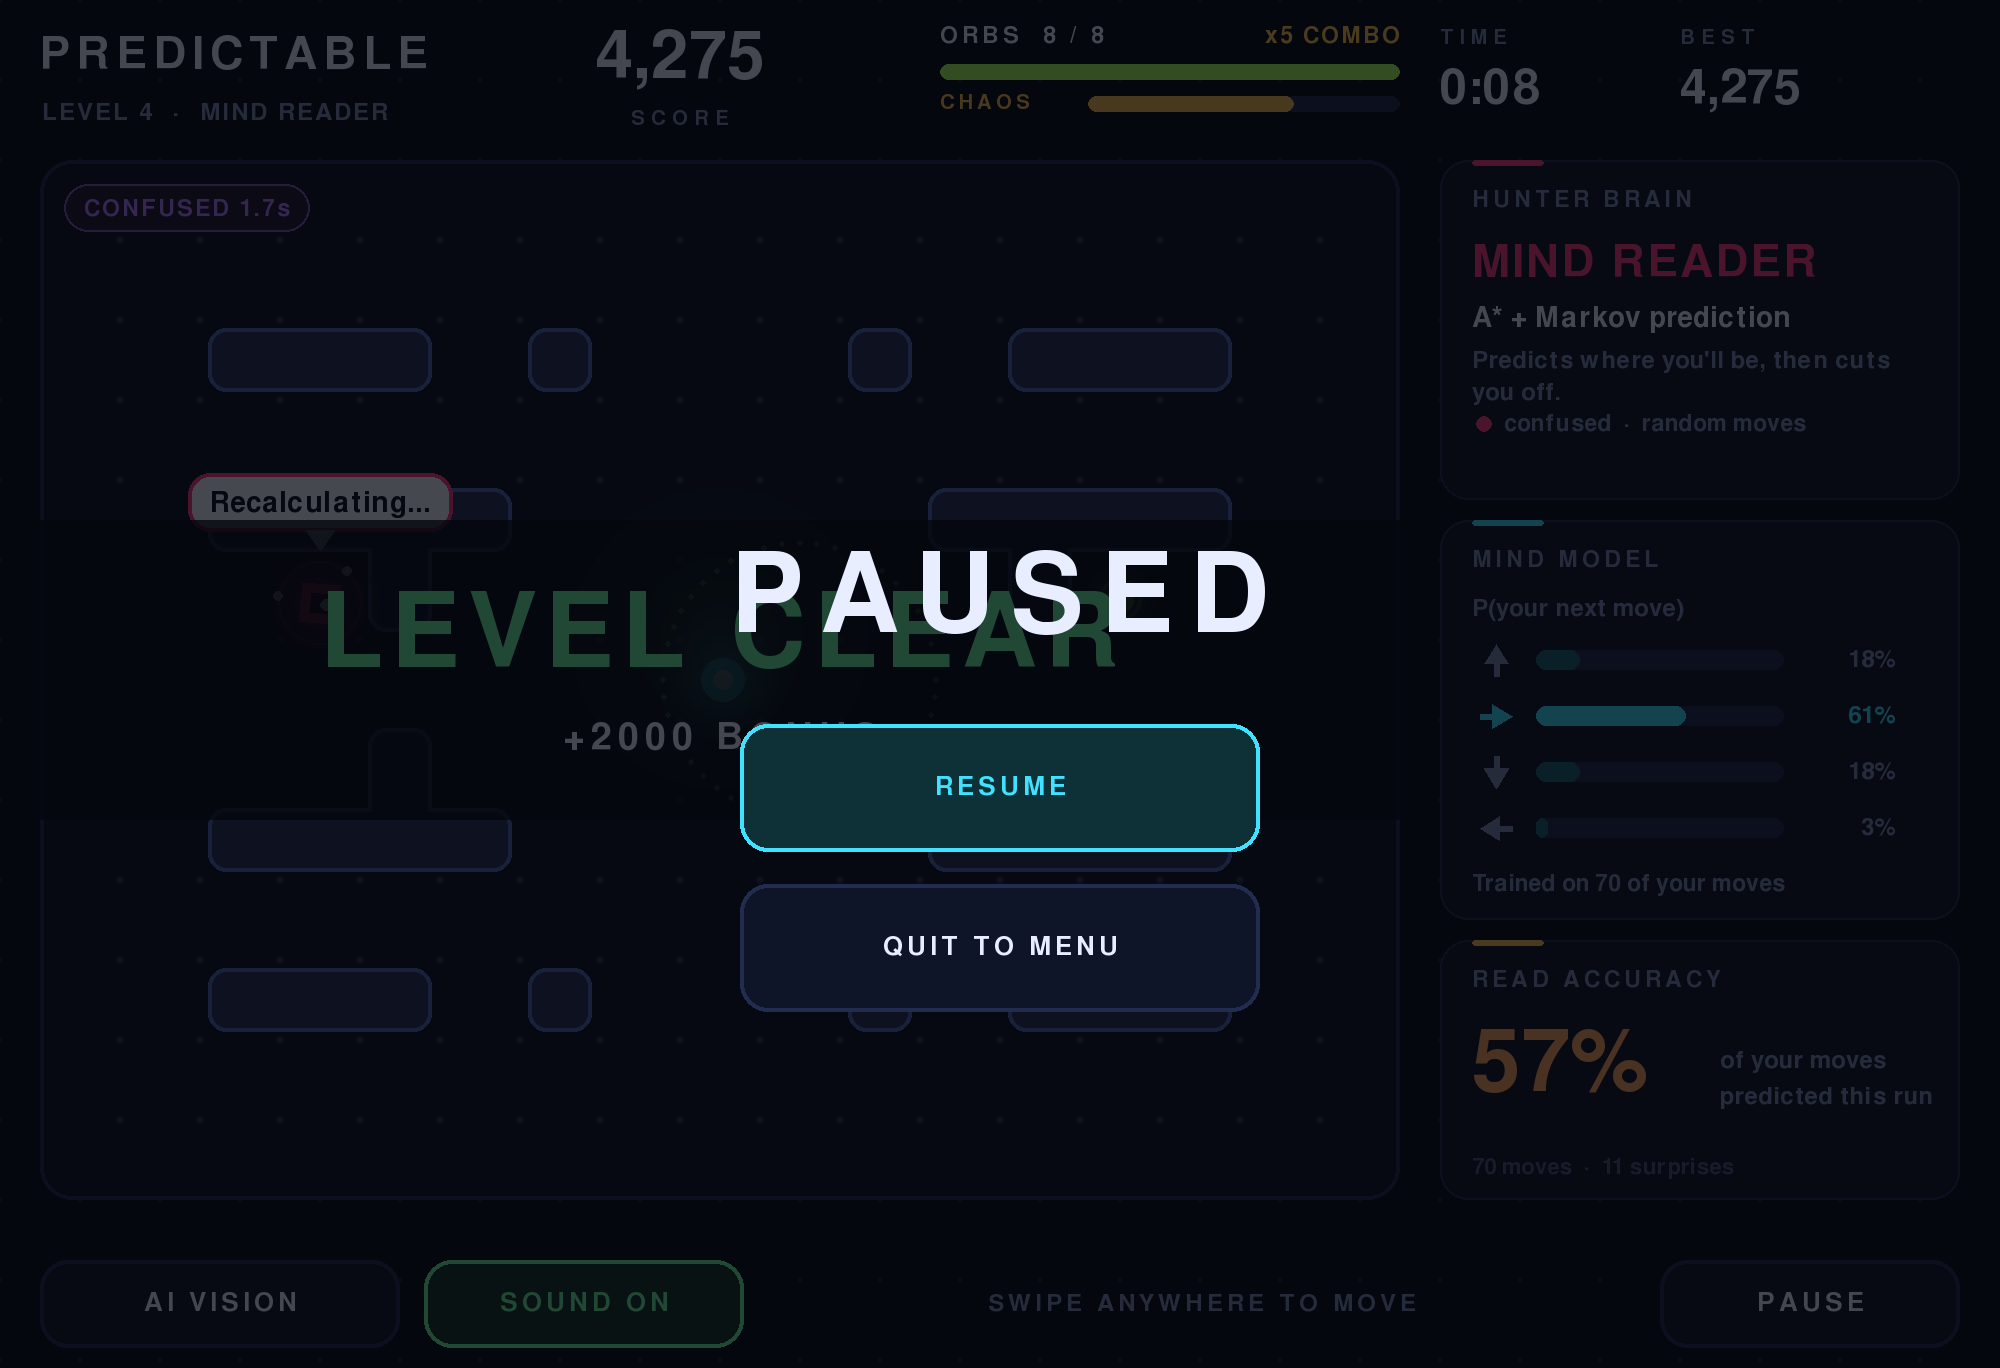 PREDICTABLE
LEVEL 4 · MIND READER
4,275
SCORE
ORBS 8 / 8
x5 COMBO
CHAOS
TIME
0:08
BEST
4,275
CONFUSED 1.7s
Recalculating...
LEVEL CLEAR
+2000 BONUS
PAUSED
RESUME
QUIT TO MENU
HUNTER BRAIN
MIND READER
A* + Markov prediction
Predicts where you'll be, then cuts
you off.
confused · random moves
MIND MODEL
P(your next move)
18%
61%
18%
3%
Trained on 70 of your moves
READ ACCURACY
57%
of your moves
predicted this run
70 moves · 11 surprises
AI VISION
SOUND ON
SWIPE ANYWHERE TO MOVE
PAUSE